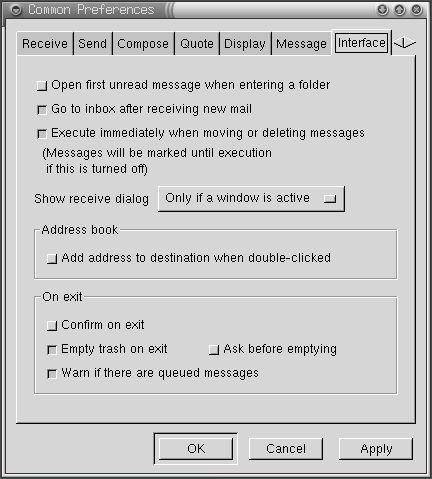 Common Preferences
Receive Send Compose Quote Display Message Interface
Open first unread message when entering a folder
Go to inbox after receiving new mail
Execute immediately when moving or deleting messages
(Messages will be marked until execution
if this is turned off)
Show receive dialog Only if a window is active
Address book
Add address to destination when double-clicked
On exit
Confirm on exit
Empty trash on exit Ask before emptying
Warn if there are queued messages
OK Cancel Apply